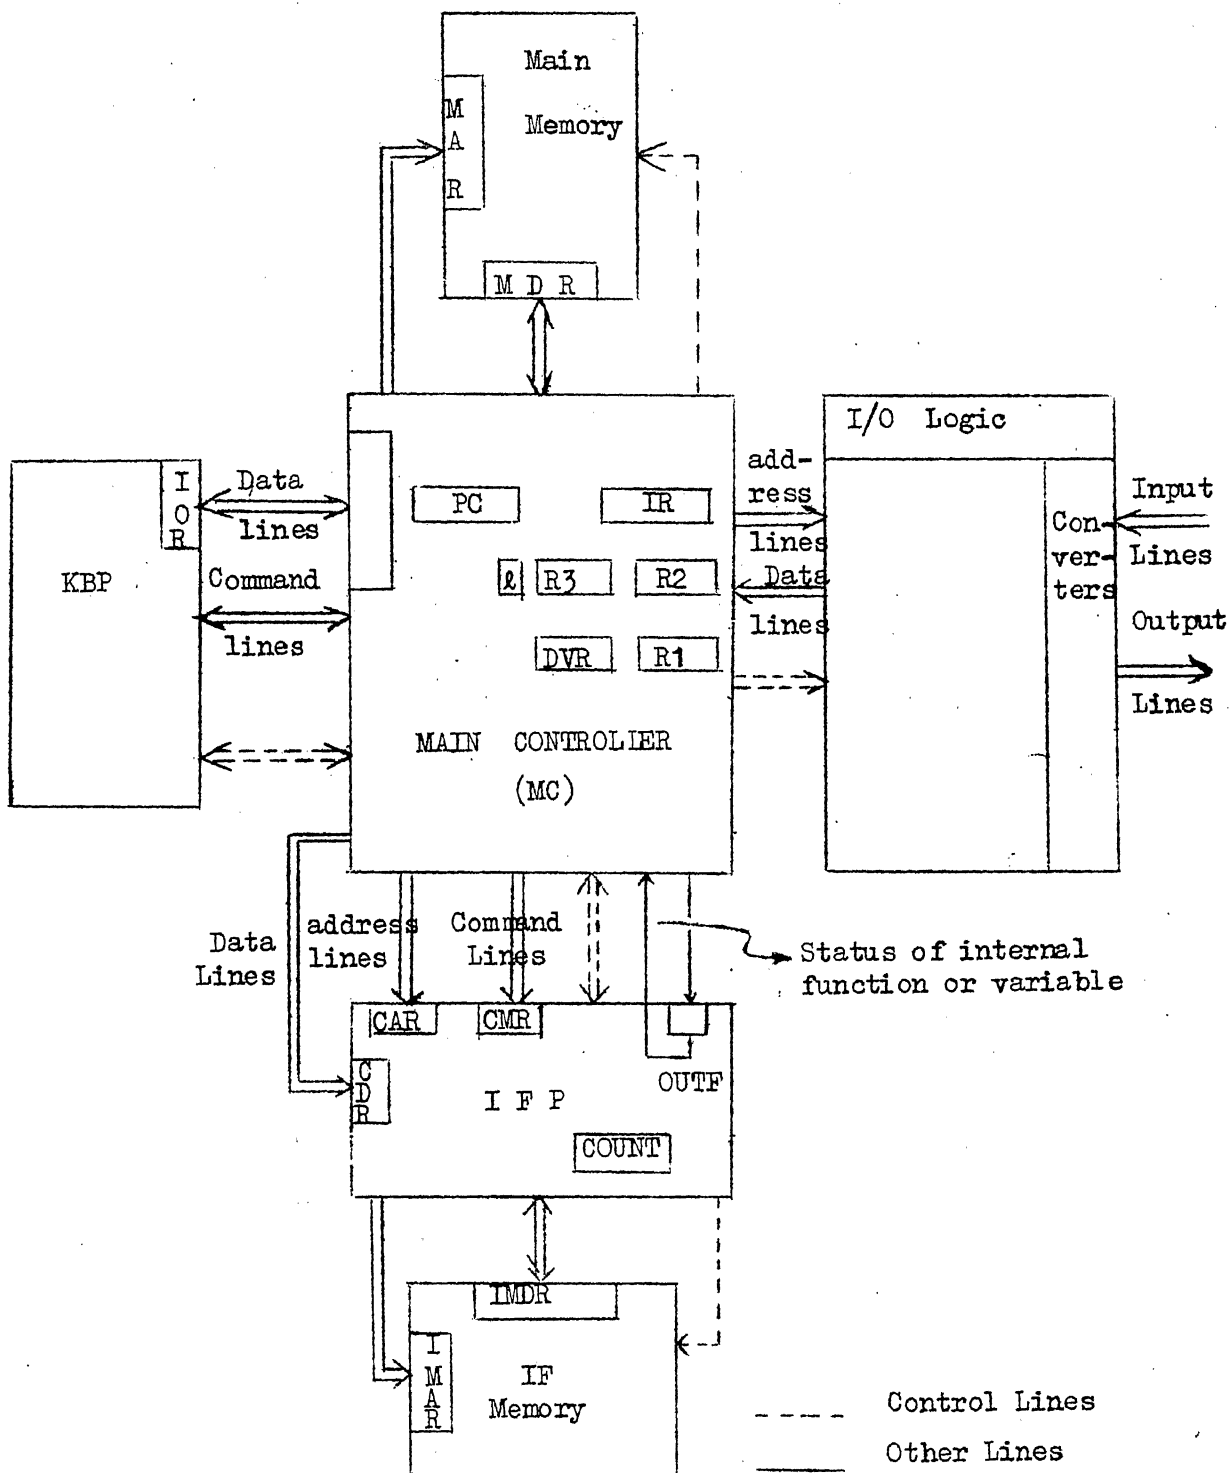 Main
Memory
M
A
R
M D R
I/O Logic
I
O
R
Data
lines
KBP
Command
lines
PC
IR
ℓ
R3
R2
DVR
R1
MAIN CONTROLIER
(MC)
add-
ress
lines
Data
lines
Con-
ver-
ters
Input
Lines
Output
Lines
Data
Lines
address
lines
Command
Lines
Status of internal
function or variable
CAR
CMR
C
D
R
OUTF
I F P
COUNT
IMDR
I
M
A
R
IF
Memory
Control Lines
Other Lines